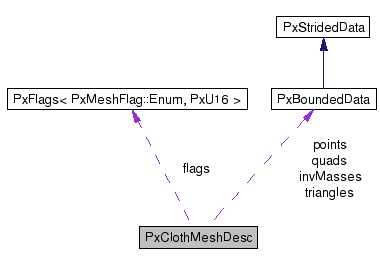 PxStridedData
PxFlags< PxMeshFlag::Enum, PxU16 >
PxBoundedData
flags
points
quads
invMasses
triangles
PxClothMeshDesc